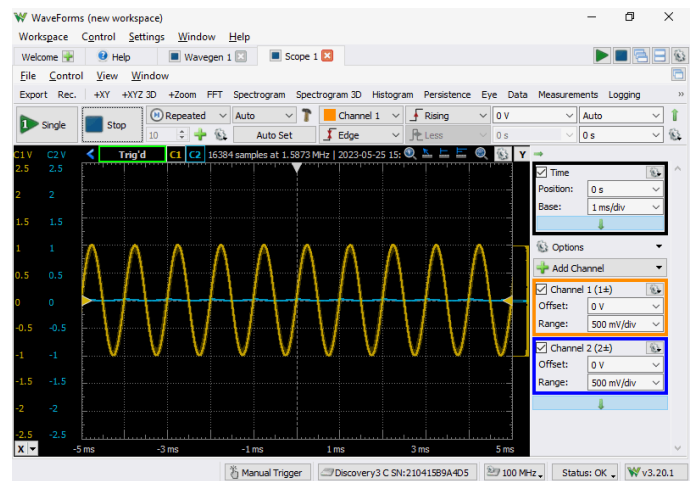 WaveForms (new workspace)
Workspace Control Settings Window Help
Welcome Help Wavegen 1 Scope 1
File Control View Window
Export Rec. +XY +XYZ 3D +Zoom FFT Spectrogram Spectrogram 3D Histogram Persistence Eye Data Measurements Logging »
1 Single Stop Repeated Auto Channel 1 Rising 0 V Auto
10 Auto Set Edge Less 0 s 0 s
C1 V C2 V Trig'd C1 C2 16384 samples at 1.5873 MHz | 2023-05-25 15: Y
2.5 2.5
2 2
1.5 1.5
1 1
0.5 0.5
0 0
-0.5 -0.5
-1 -1
-1.5 -1.5
-2 -2
-2.5 -2.5
X -5 ms -3 ms -1 ms 1 ms 3 ms 5 ms
Time
Position: 0 s
Base: 1 ms/div
Options
Add Channel
Channel 1 (1±)
Offset: 0 V
Range: 500 mV/div
Channel 2 (2±)
Offset: 0 V
Range: 500 mV/div
Manual Trigger Discovery3 C SN:210415B9A4D5 100 MHz Status: OK v3.20.1